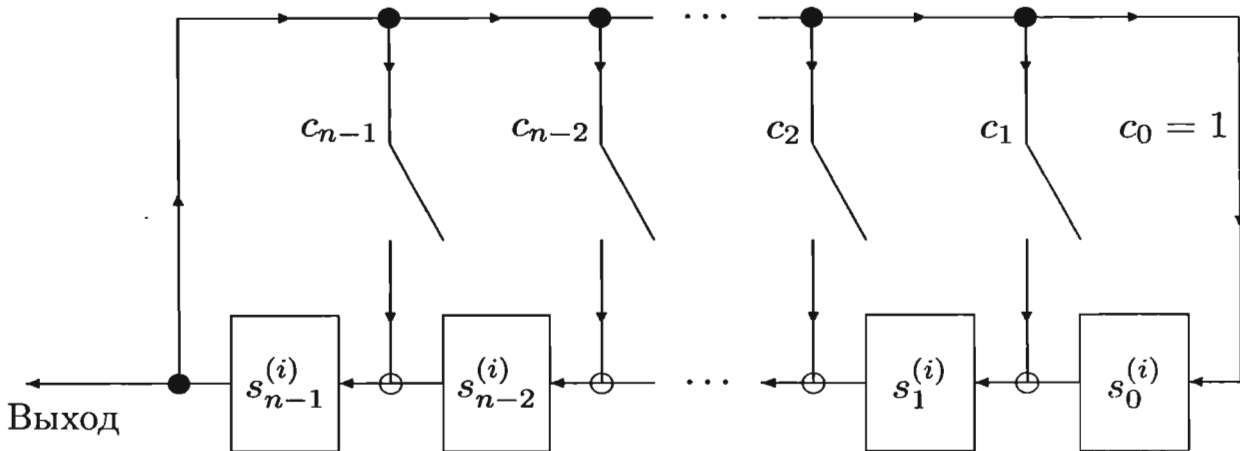 ...
c_{n-1} c_{n-2} c_2 c_1 c_0 = 1
s_{n-1}^{(i)} s_{n-2}^{(i)} ... s_1^{(i)} s_0^{(i)}
Выход